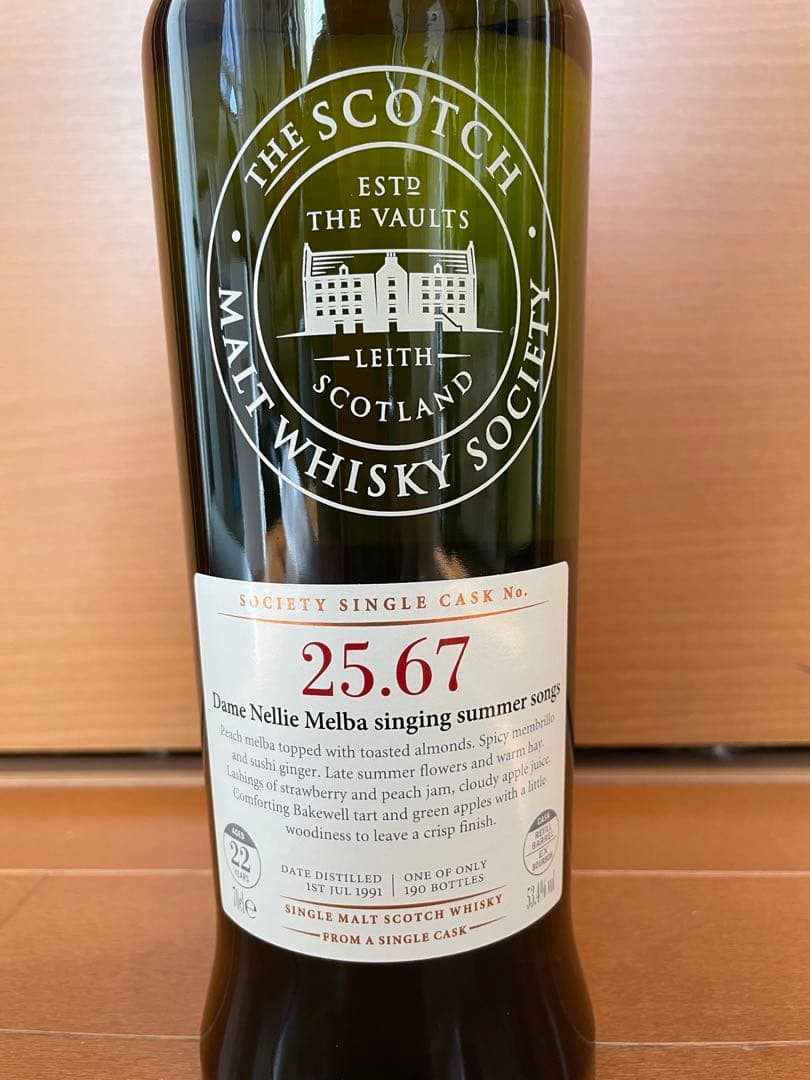 THE SCOTCH
MALT WHISKY SOCIETY
ESTD
THE VAULTS
LEITH
SCOTLAND
SOCIETY SINGLE CASK No.
25.67
Dame Nellie Melba singing summer songs
Peach melba topped with toasted almonds. Spicy membrillo
and sushi ginger. Late summer flowers and warm hay.
Lashings of strawberry and peach jam, cloudy apple juice.
Comforting Bakewell tart and green apples with a little
woodiness to leave a crisp finish.
AGED
22
YEARS
DATE DISTILLED
1ST JUL 1991
ONE OF ONLY
190 BOTTLES
CASK
REFILL
BARREL
EX
BOURBON
70cl e
53.4% vol
SINGLE MALT SCOTCH WHISKY
FROM A SINGLE CASK